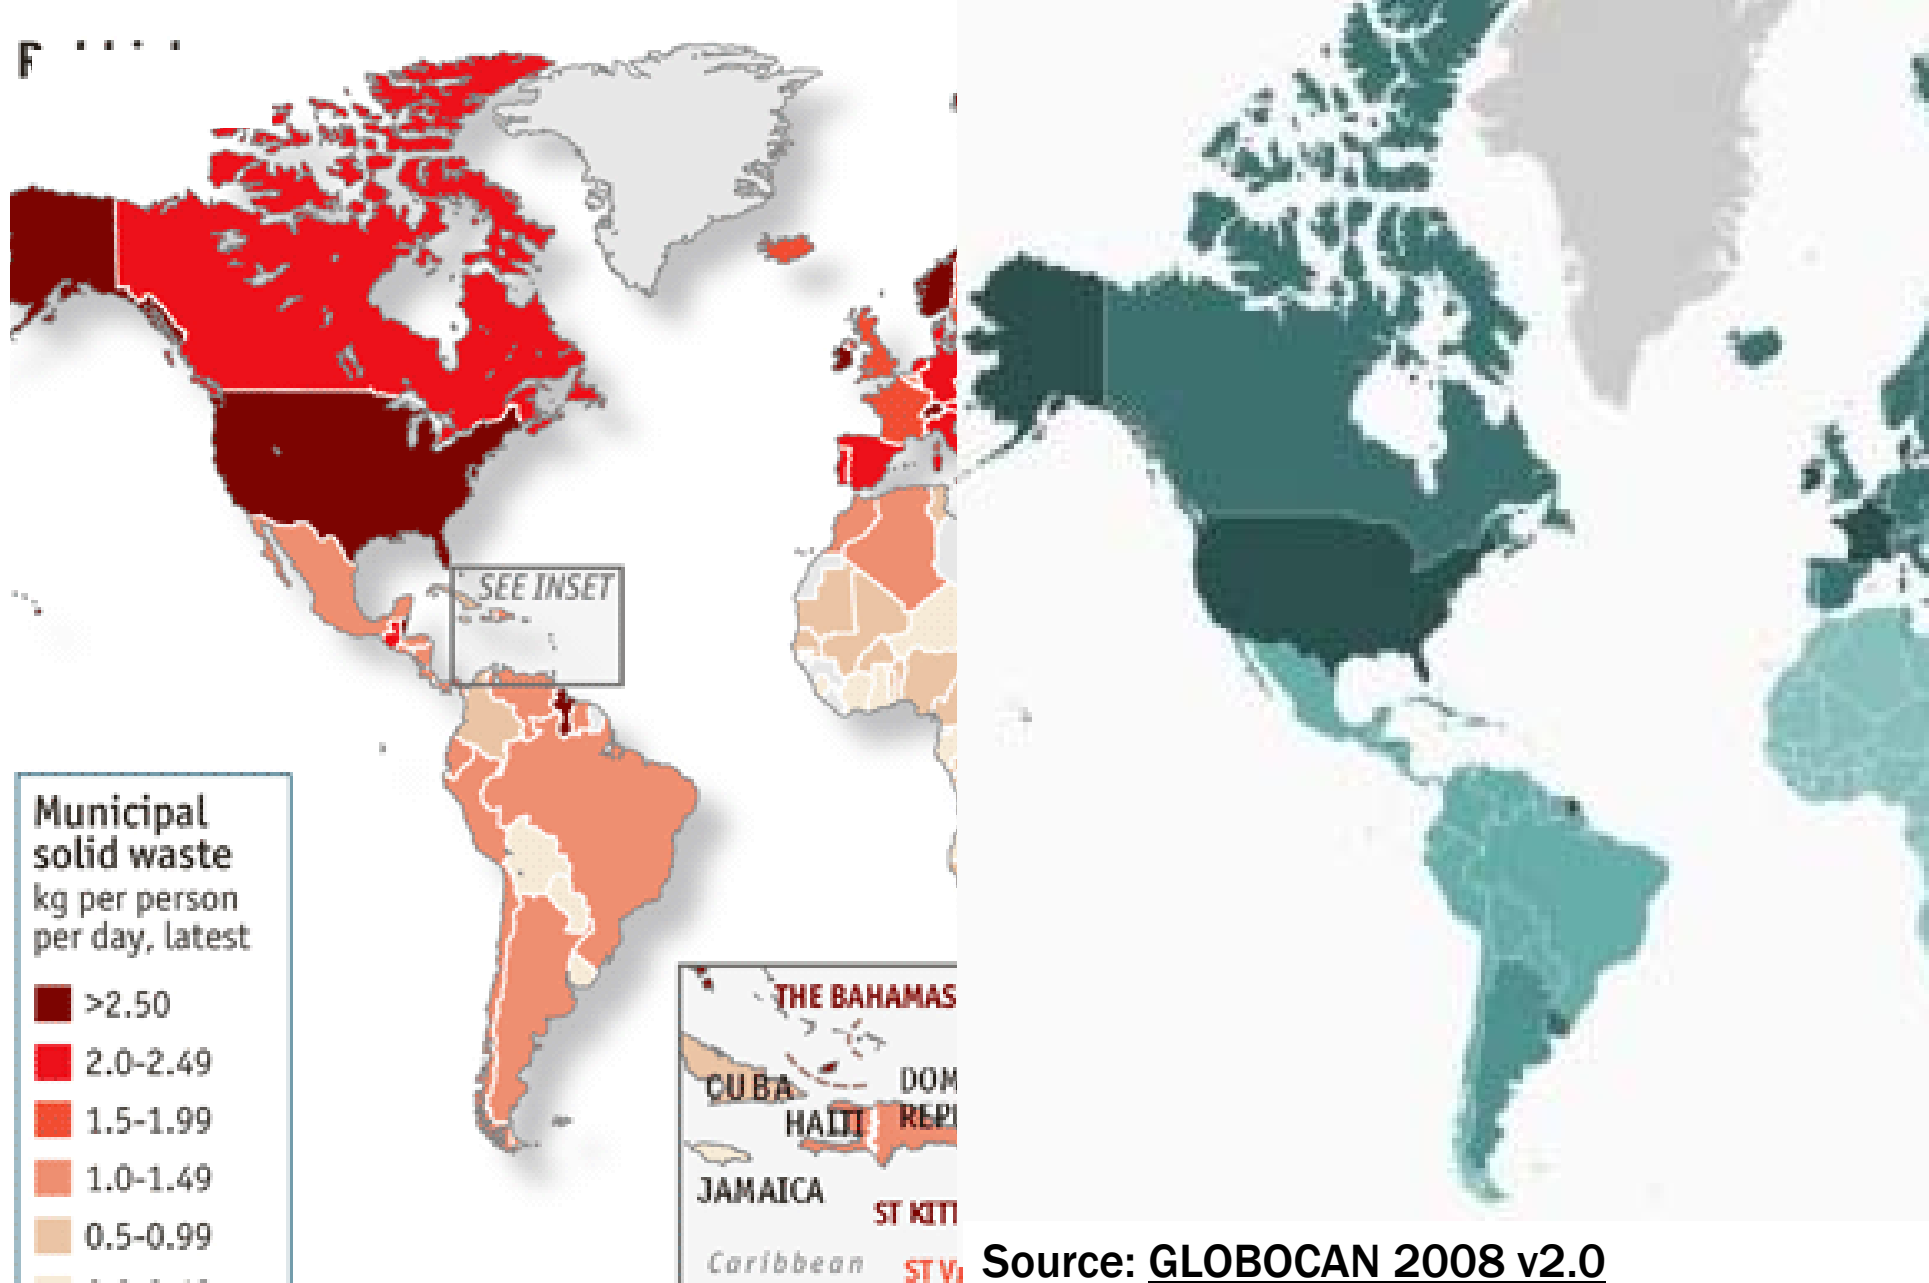 SEE INSET
Municipal
solid waste
kg per person
per day, latest
>2.50
2.0-2.49
1.5-1.99
1.0-1.49
0.5-0.99
THE BAHAMAS
CUBA
HAITI
JAMAICA
Caribbean
Source: GLOBOCAN 2008 v2.0